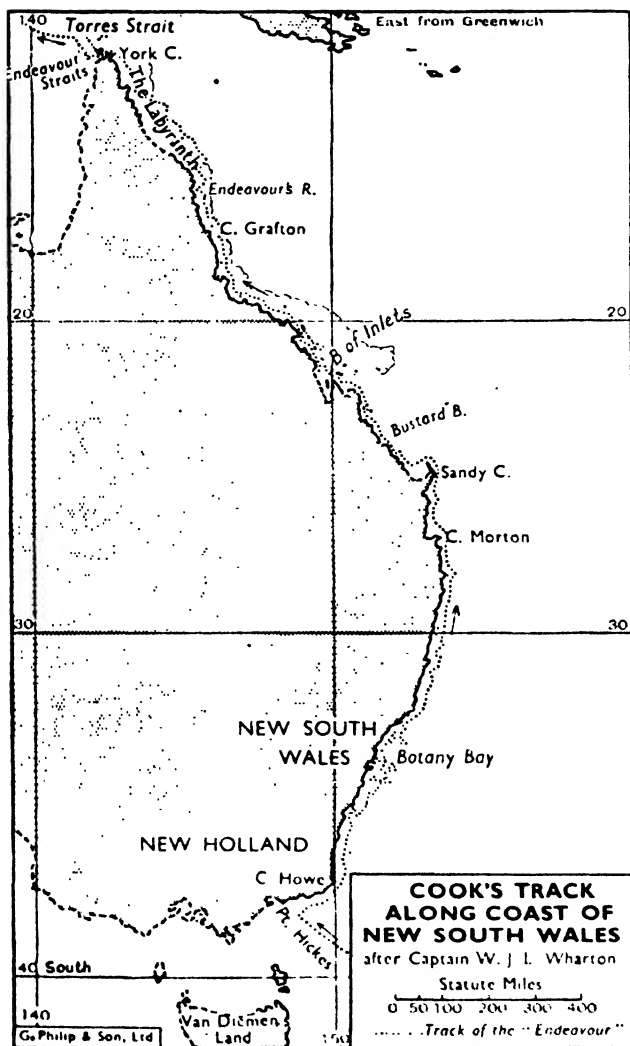 140
Torres Strait
East from Greenwich
Endeavour's
Straits
York C.
The Labyrinth
Endeavour's R.
C. Grafton
20
20
B of Inlets
Bustard B.
Sandy C.
C. Morton
30
30
NEW SOUTH
WALES
Botany Bay
NEW HOLLAND
C Howe
Pt. Hickes
40
South
140
Van Diemen
Land
150
G. Philip & Son, Ltd
COOK'S TRACK
ALONG COAST OF
NEW SOUTH WALES
after Captain W. J L. Wharton
Statute Miles
0 50 100 200 300 400
...... Track of the "Endeavour"